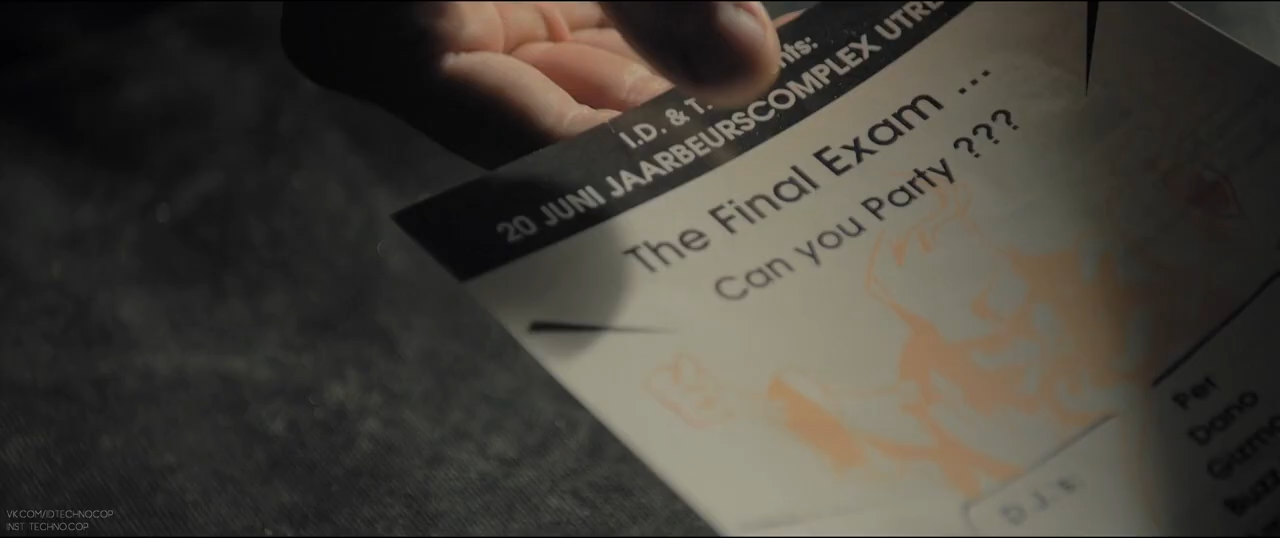 I.D. & T.
20 JUNI JAARBEURSCOMPLEX
The Final Exam ...
Can you Party ???
D.J.'s:
Dano
VK.COM/IDTECHNOCOP
INST: TECHNO.COP